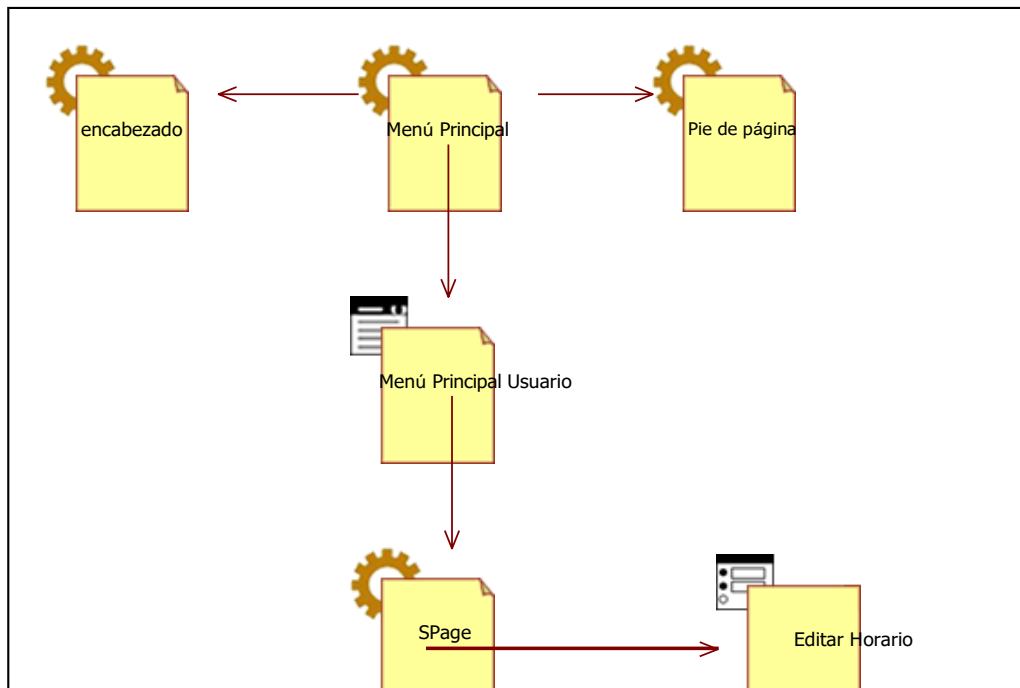 encabezado
Menú Principal
Pie de página
Menú Principal Usuario
SPage
Editar Horario